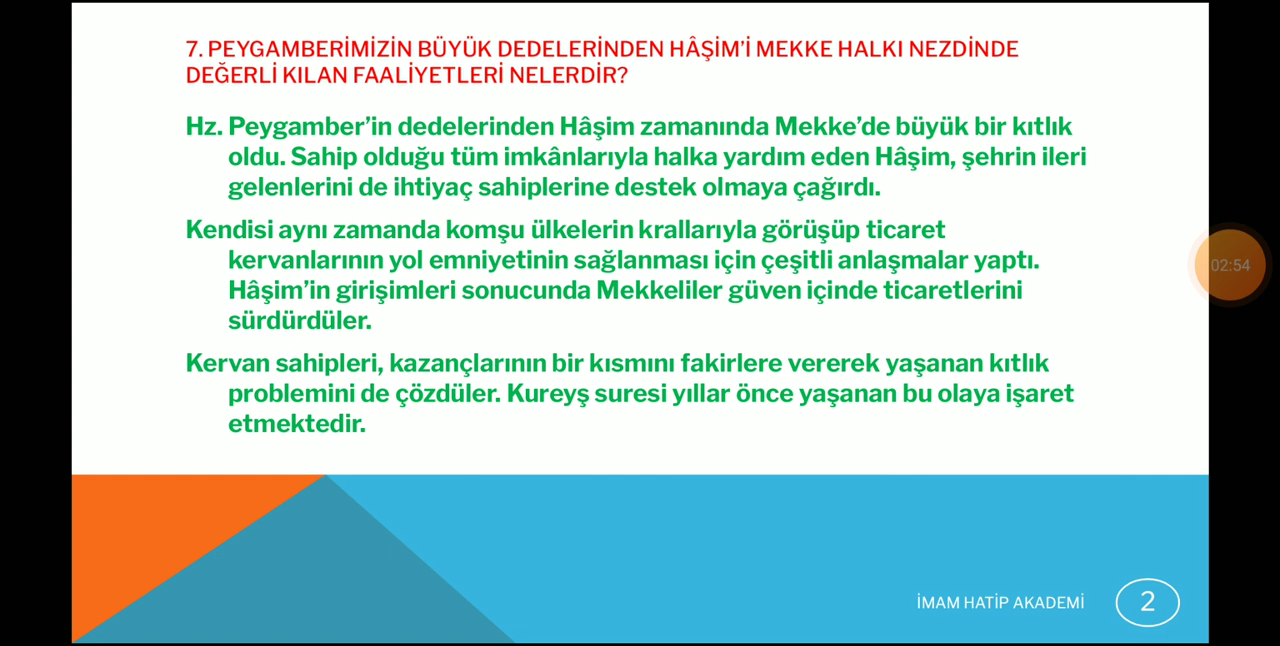 7. PEYGAMBERİMİZİN BÜYÜK DEDELERİNDEN HÂŞİM'İ MEKKE HALKI NEZDİNDE
DEĞERLİ KILAN FAALİYETLERİ NELERDİR?
Hz. Peygamber'in dedelerinden Hâşim zamanında Mekke'de büyük bir kıtlık
oldu. Sahip olduğu tüm imkânlarıyla halka yardım eden Hâşim, şehrin ileri
gelenlerini de ihtiyaç sahiplerine destek olmaya çağırdı.
Kendisi aynı zamanda komşu ülkelerin krallarıyla görüşüp ticaret
kervanlarının yol emniyetinin sağlanması için çeşitli anlaşmalar yaptı.
Hâşim'in girişimleri sonucunda Mekkeliler güven içinde ticaretlerini
sürdürdüler.
Kervan sahipleri, kazançlarının bir kısmını fakirlere vererek yaşanan kıtlık
problemini de çözdüler. Kureyş suresi yıllar önce yaşanan bu olaya işaret
etmektedir.
02:54
İMAM HATİP AKADEMİ
2